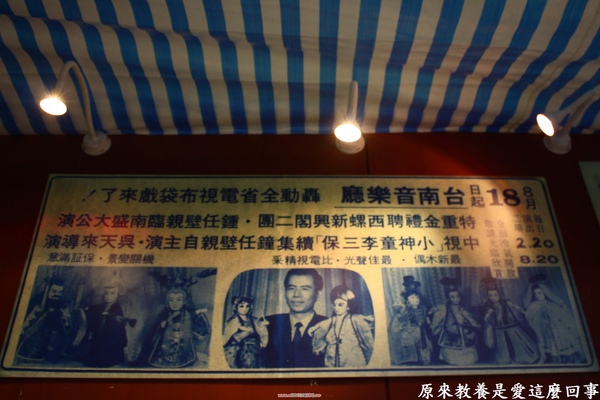 8月18日起
台南音樂廳
轟動全省電視布袋戲來了！
2.20
8.20
特重金禮聘西螺新興閣二團・鍾任壁親臨南盛大公演
中視「小神童李三保」續集鐘任壁親自主演・吳天來導演
最新木偶・最佳聲光・比電視精采
機關變景・保証滿意
原來教養是愛這麼回事